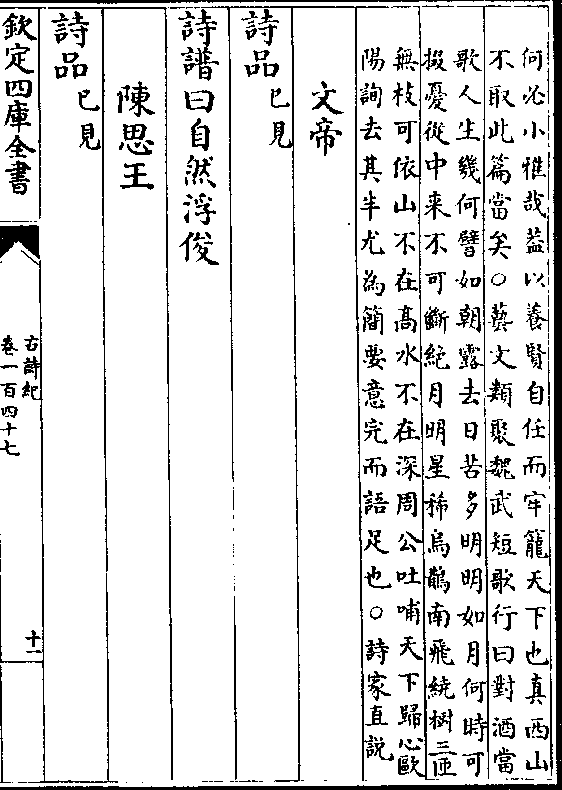 何必小雅哉葢以養賢自任而牢籠天下也真西山
不取此篇當矣○藝文類聚魏武短歌行曰對酒當
歌人生幾何譬如朝露去日苦多明明如月何時可
掇憂從中来不可斷絶月明星稀烏鵲南飛繞樹三匝
無枝可依山不在髙水不在深周公吐哺天下歸心歐
陽詢去其半尤為簡要意完而語足也○詩家直説
文帝
詩品已見
詩譜曰自然浮俊
陳思王
詩品已見
欽定四庫全書
古詩紀
卷一百四十七
十一